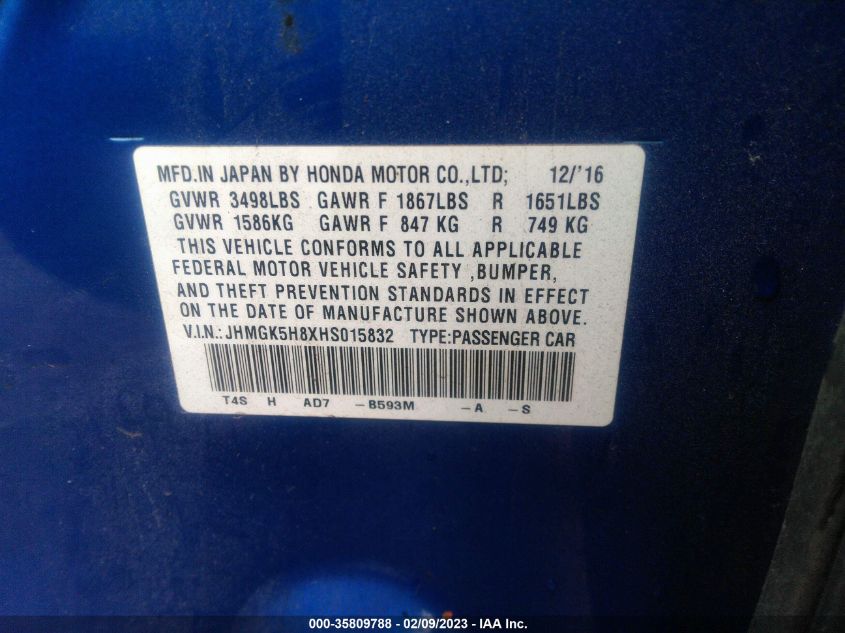 MFD.IN JAPAN BY HONDA MOTOR CO.,LTD; 12/'16
GVWR 3498LBS GAWR F 1867LBS R 1651LBS
GVWR 1586KG GAWR F 847 KG R 749 KG
THIS VEHICLE CONFORMS TO ALL APPLICABLE
FEDERAL MOTOR VEHICLE SAFETY ,BUMPER,
AND THEFT PREVENTION STANDARDS IN EFFECT
ON THE DATE OF MANUFACTURE SHOWN ABOVE.
V.I.N.: JHMGK5H8XHS015832 TYPE:PASSENGER CAR
T4S H AD7 -B593M -A -S
000-35809788 - 02/09/2023 - IAA Inc.